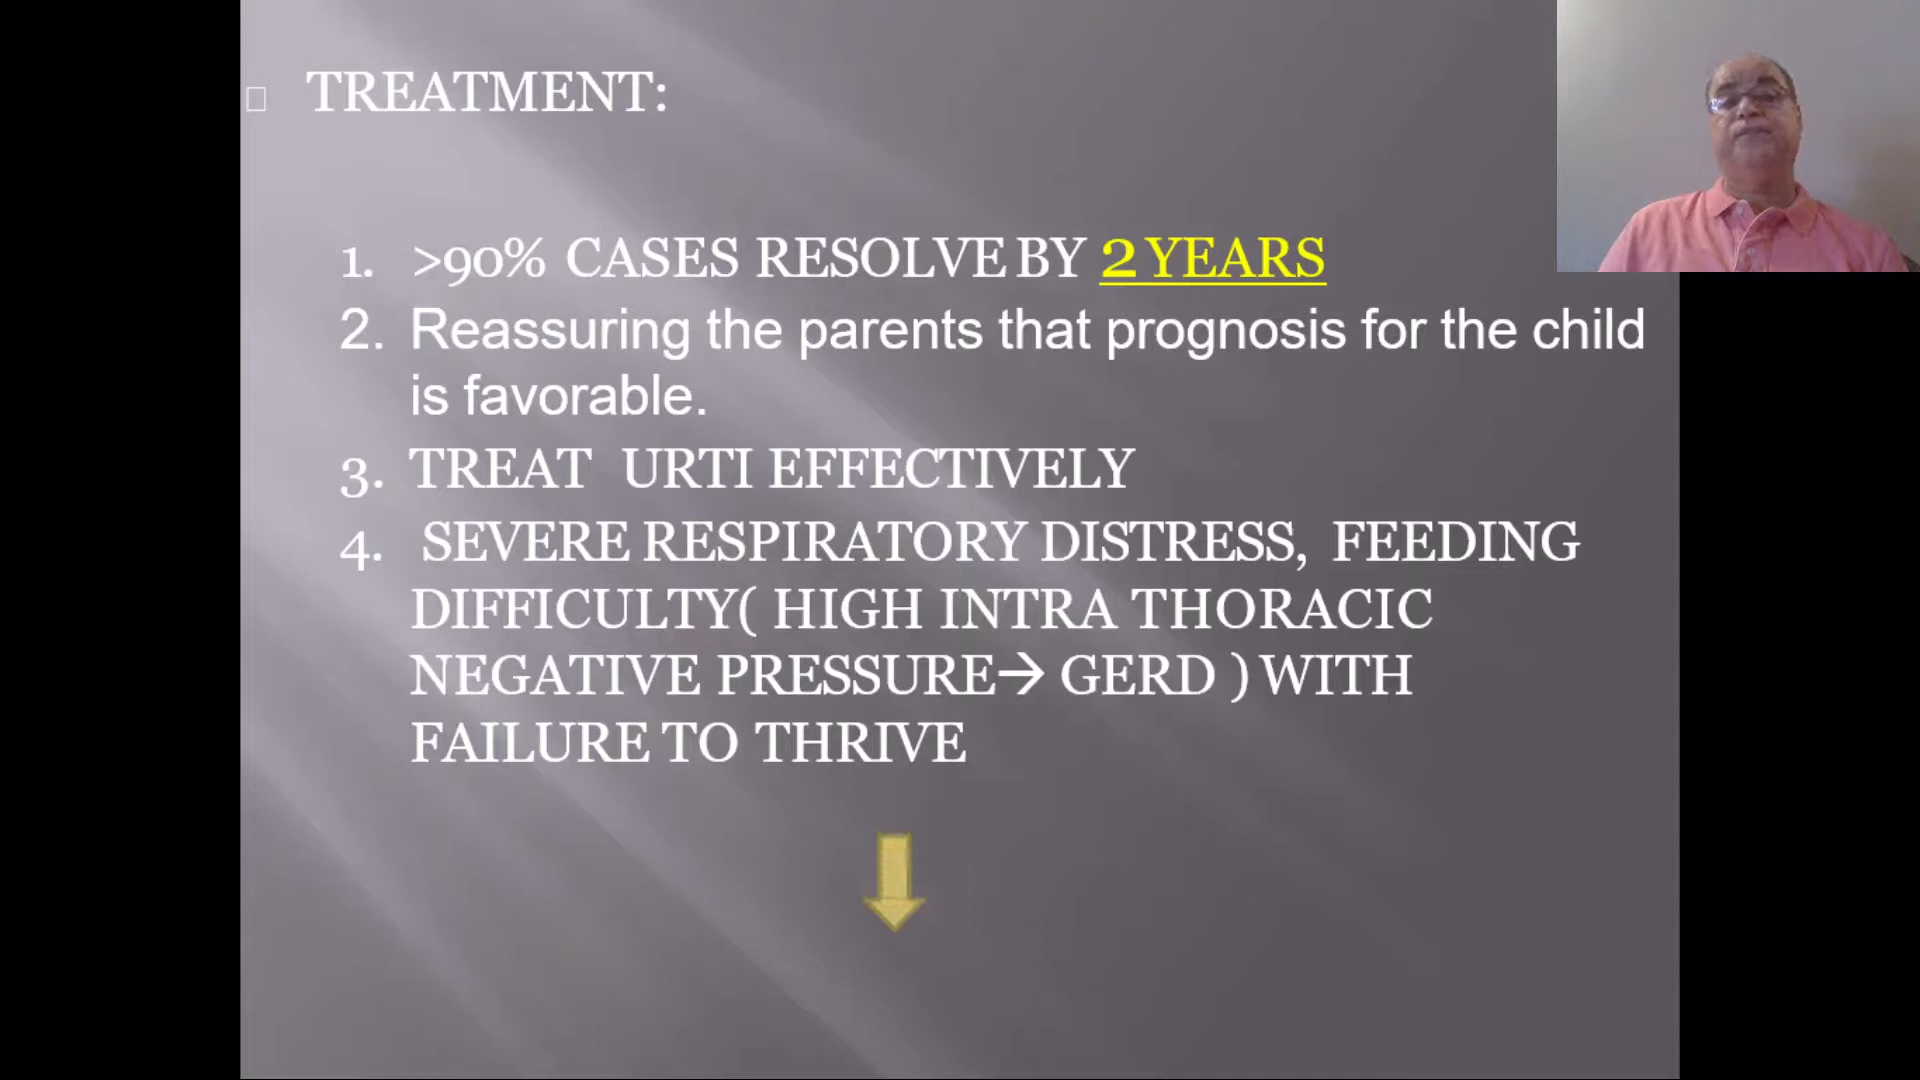 TREATMENT:
1. >90% CASES RESOLVE BY 2 YEARS
2. Reassuring the parents that prognosis for the child
is favorable.
3. TREAT URTI EFFECTIVELY
4. SEVERE RESPIRATORY DISTRESS, FEEDING
DIFFICULTY( HIGH INTRA THORACIC
NEGATIVE PRESSURE→ GERD ) WITH
FAILURE TO THRIVE